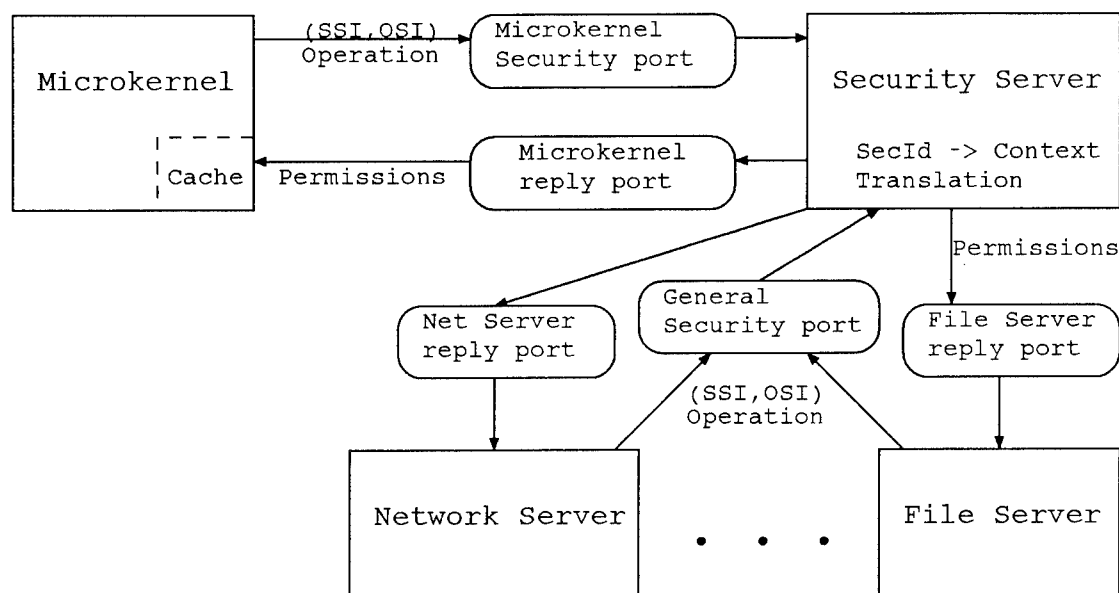 (SSI,OSI)
Operation
Microkernel
Security port
Microkernel
Security Server
Microkernel
reply port
SecId -> Context
Translation
Cache
Permissions
Permissions
General
Security port
Net Server
reply port
File Server
reply port
(SSI,OSI)
Operation
Network Server
. . .
File Server